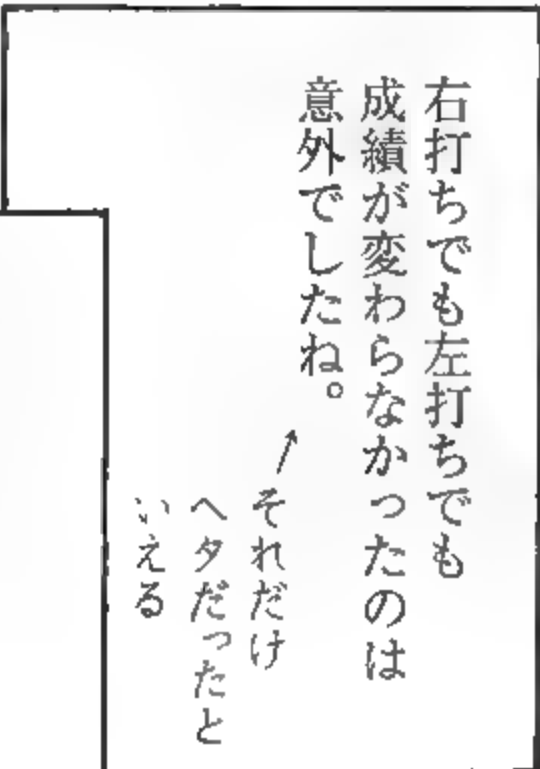 右打ちでも左打ちでも
成績が変わらなかったのは
意外でしたね。
それだけ
ヘタだったと
いえる